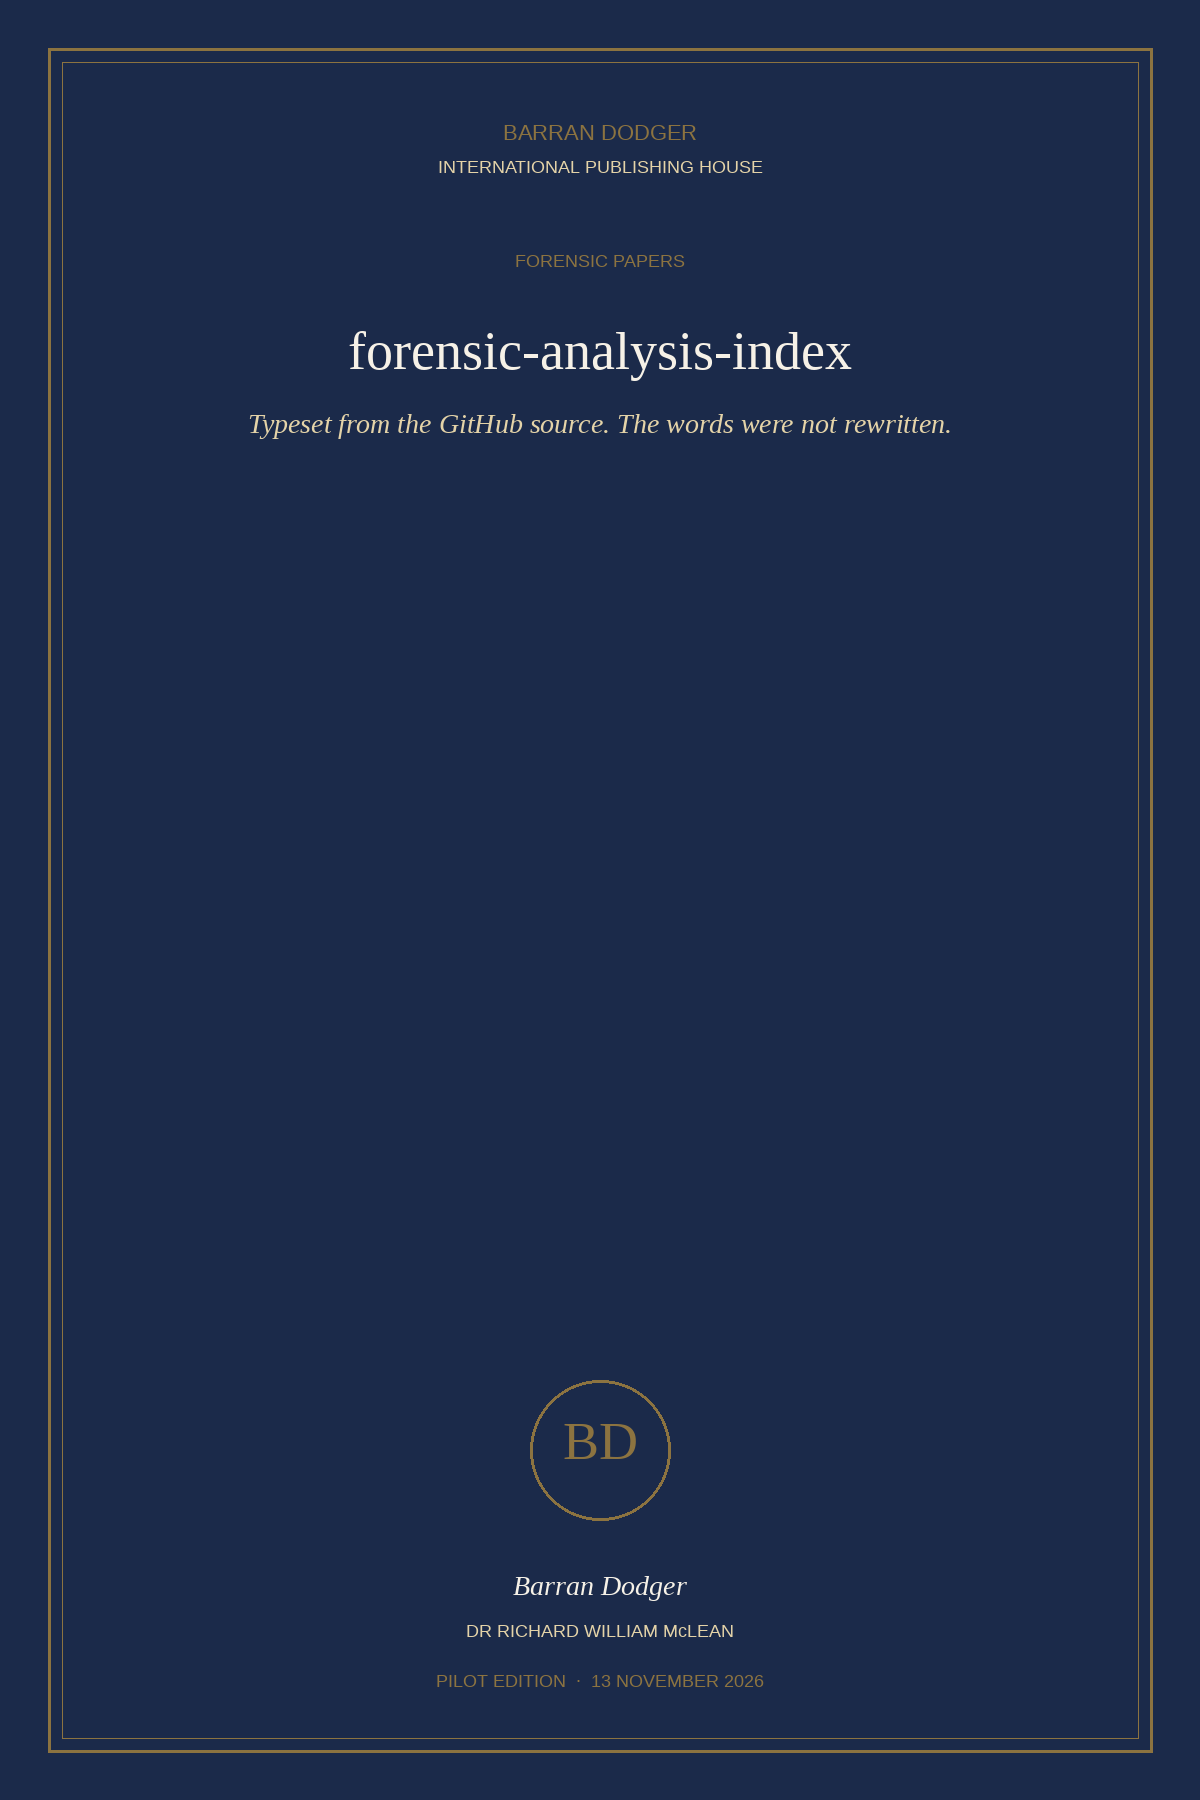 BARRAN DODGER
INTERNATIONAL PUBLISHING HOUSE
FORENSIC PAPERS
forensic-analysis-index
Typeset from the GitHub source. The words were not rewritten.
BD
Barran Dodger
DR RICHARD WILLIAM McLEAN
PILOT EDITION · 13 NOVEMBER 2026